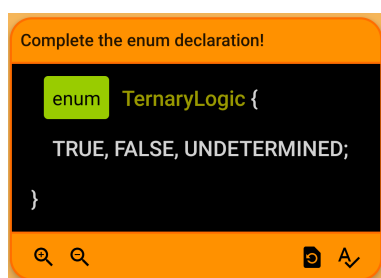 Complete the enum declaration!
enum TernaryLogic {
TRUE, FALSE, UNDETERMINED;
}